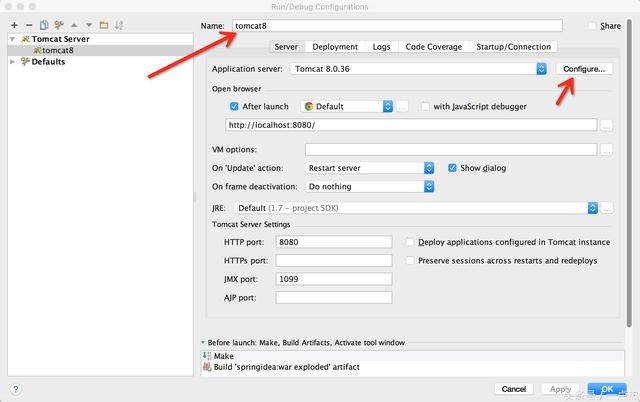 Run/Debug Configurations
Name: tomcat8
Share
Tomcat Server
tomcat8
Defaults
Server
Deployment
Logs
Code Coverage
Startup/Connection
Application server: Tomcat 8.0.36
Configure...
Open browser
After launch
Default
...
with JavaScript debugger
http://localhost:8080/
...
VM options:
...
On 'Update' action: Restart server
Show dialog
On frame deactivation: Do nothing
JRE: Default (1.7 - project SDK)
...
Tomcat Server Settings
HTTP port: 8080
Deploy applications configured in Tomcat instance
HTTPs port:
Preserve sessions across restarts and redeploys
JMX port: 1099
AJP port:
Before launch: Make, Build Artifacts, Activate tool window
Make
Build 'springidea:war exploded' artifact
?
Cancel
Apply
OK